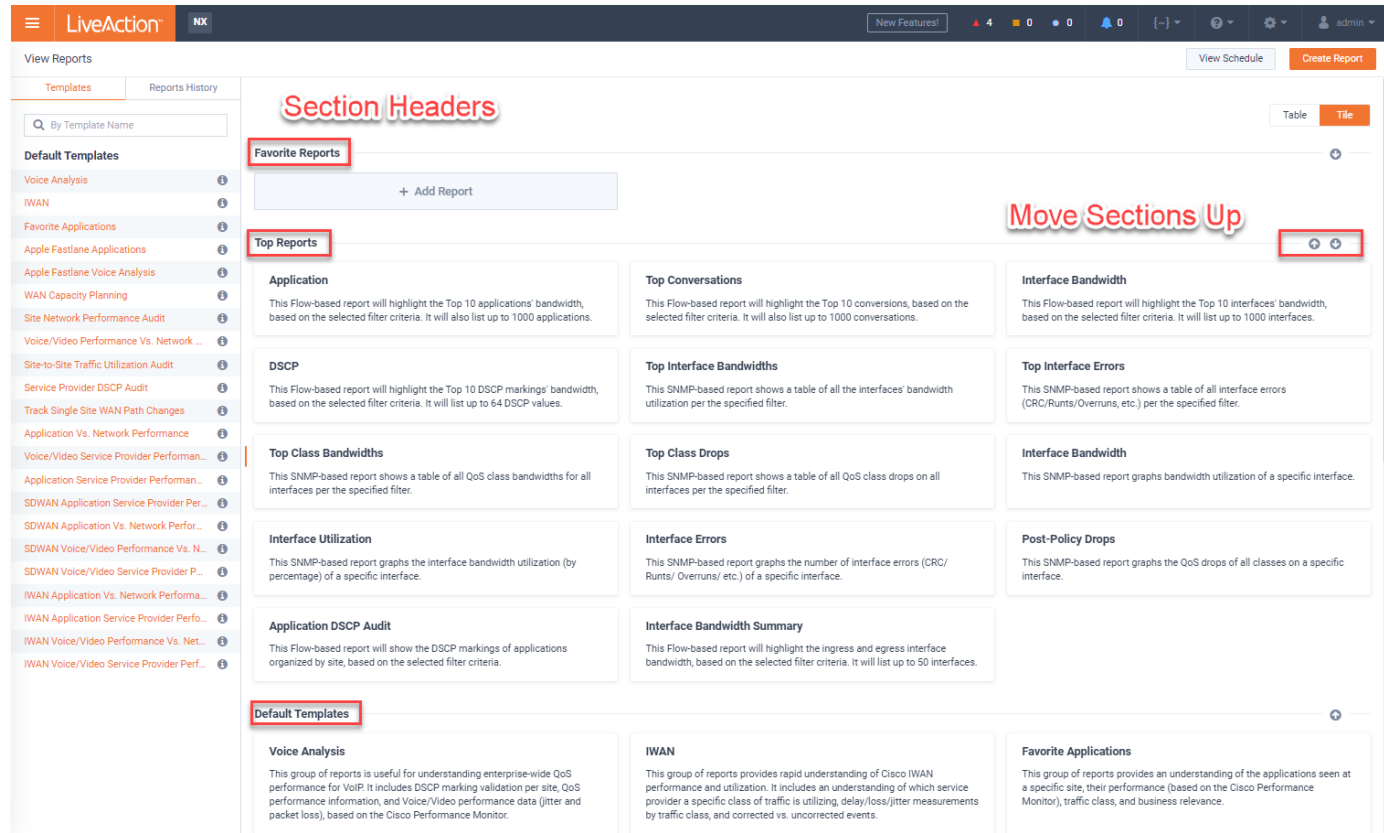 LiveAction
NX
New Features!
4
0
0
0
{-}
admin
View Reports
View Schedule
Create Report
Templates
Reports History
Section Headers
By Template Name
Table
Tile
Default Templates
Favorite Reports
Voice Analysis
IWAN
Favorite Applications
Apple Fastlane Applications
Apple Fastlane Voice Analysis
WAN Capacity Planning
Site Network Performance Audit
Voice/Video Performance Vs. Network ...
Site-to-Site Traffic Utilization Audit
Service Provider DSCP Audit
Track Single Site WAN Path Changes
Application Vs. Network Performance
Voice/Video Service Provider Performan...
Application Service Provider Performan...
SDWAN Application Service Provider Per...
SDWAN Application Vs. Network Perfor...
SDWAN Voice/Video Performance Vs. N...
SDWAN Voice/Video Service Provider P...
IWAN Application Vs. Network Performa...
IWAN Application Service Provider Perfo...
IWAN Voice/Video Performance Vs. Net...
IWAN Voice/Video Service Provider Perf...
+ Add Report
Move Sections Up
Top Reports
Application
This Flow-based report will highlight the Top 10 applications' bandwidth,
based on the selected filter criteria. It will also list up to 1000 applications.
Top Conversations
This Flow-based report will highlight the Top 10 conversions, based on the
selected filter criteria. It will also list up to 1000 conversations.
Interface Bandwidth
This Flow-based report will highlight the Top 10 interfaces' bandwidth,
based on the selected filter criteria. It will list up to 1000 interfaces.
DSCP
This Flow-based report will highlight the Top 10 DSCP markings' bandwidth,
based on the selected filter criteria. It will list up to 64 DSCP values.
Top Interface Bandwidths
This SNMP-based report shows a table of all the interfaces' bandwidth
utilization per the specified filter.
Top Interface Errors
This SNMP-based report shows a table of all interface errors
(CRC/Runts/Overruns, etc.) per the specified filter.
Top Class Bandwidths
This SNMP-based report shows a table of all QoS class bandwidths for all
interfaces per the specified filter.
Top Class Drops
This SNMP-based report shows a table of all QoS class drops on all
interfaces per the specified filter.
Interface Bandwidth
This SNMP-based report graphs bandwidth utilization of a specific interface.
Interface Utilization
This SNMP-based report graphs the interface bandwidth utilization (by
percentage) of a specific interface.
Interface Errors
This SNMP-based report graphs the number of interface errors (CRC/
Runts/ Overruns/ etc.) of a specific interface.
Post-Policy Drops
This SNMP-based report graphs the QoS drops of all classes on a specific
interface.
Application DSCP Audit
This Flow-based report will show the DSCP markings of applications
organized by site, based on the selected filter criteria.
Interface Bandwidth Summary
This Flow-based report will highlight the ingress and egress interface
bandwidth, based on the selected filter criteria. It will list up to 50 interfaces.
Default Templates
Voice Analysis
This group of reports is useful for understanding enterprise-wide QoS
performance for VoIP. It includes DSCP marking validation per site, QoS
performance information, and Voice/Video performance data (jitter and
packet loss), based on the Cisco Performance Monitor.
IWAN
This group of reports provides rapid understanding of Cisco IWAN
performance and utilization. It includes an understanding of which service
provider a specific class of traffic is utilizing, delay/loss/jitter measurements
by traffic class, and corrected vs. uncorrected events.
Favorite Applications
This group of reports provides an understanding of the applications seen at
a specific site, their performance (based on the Cisco Performance
Monitor), traffic class, and business relevance.